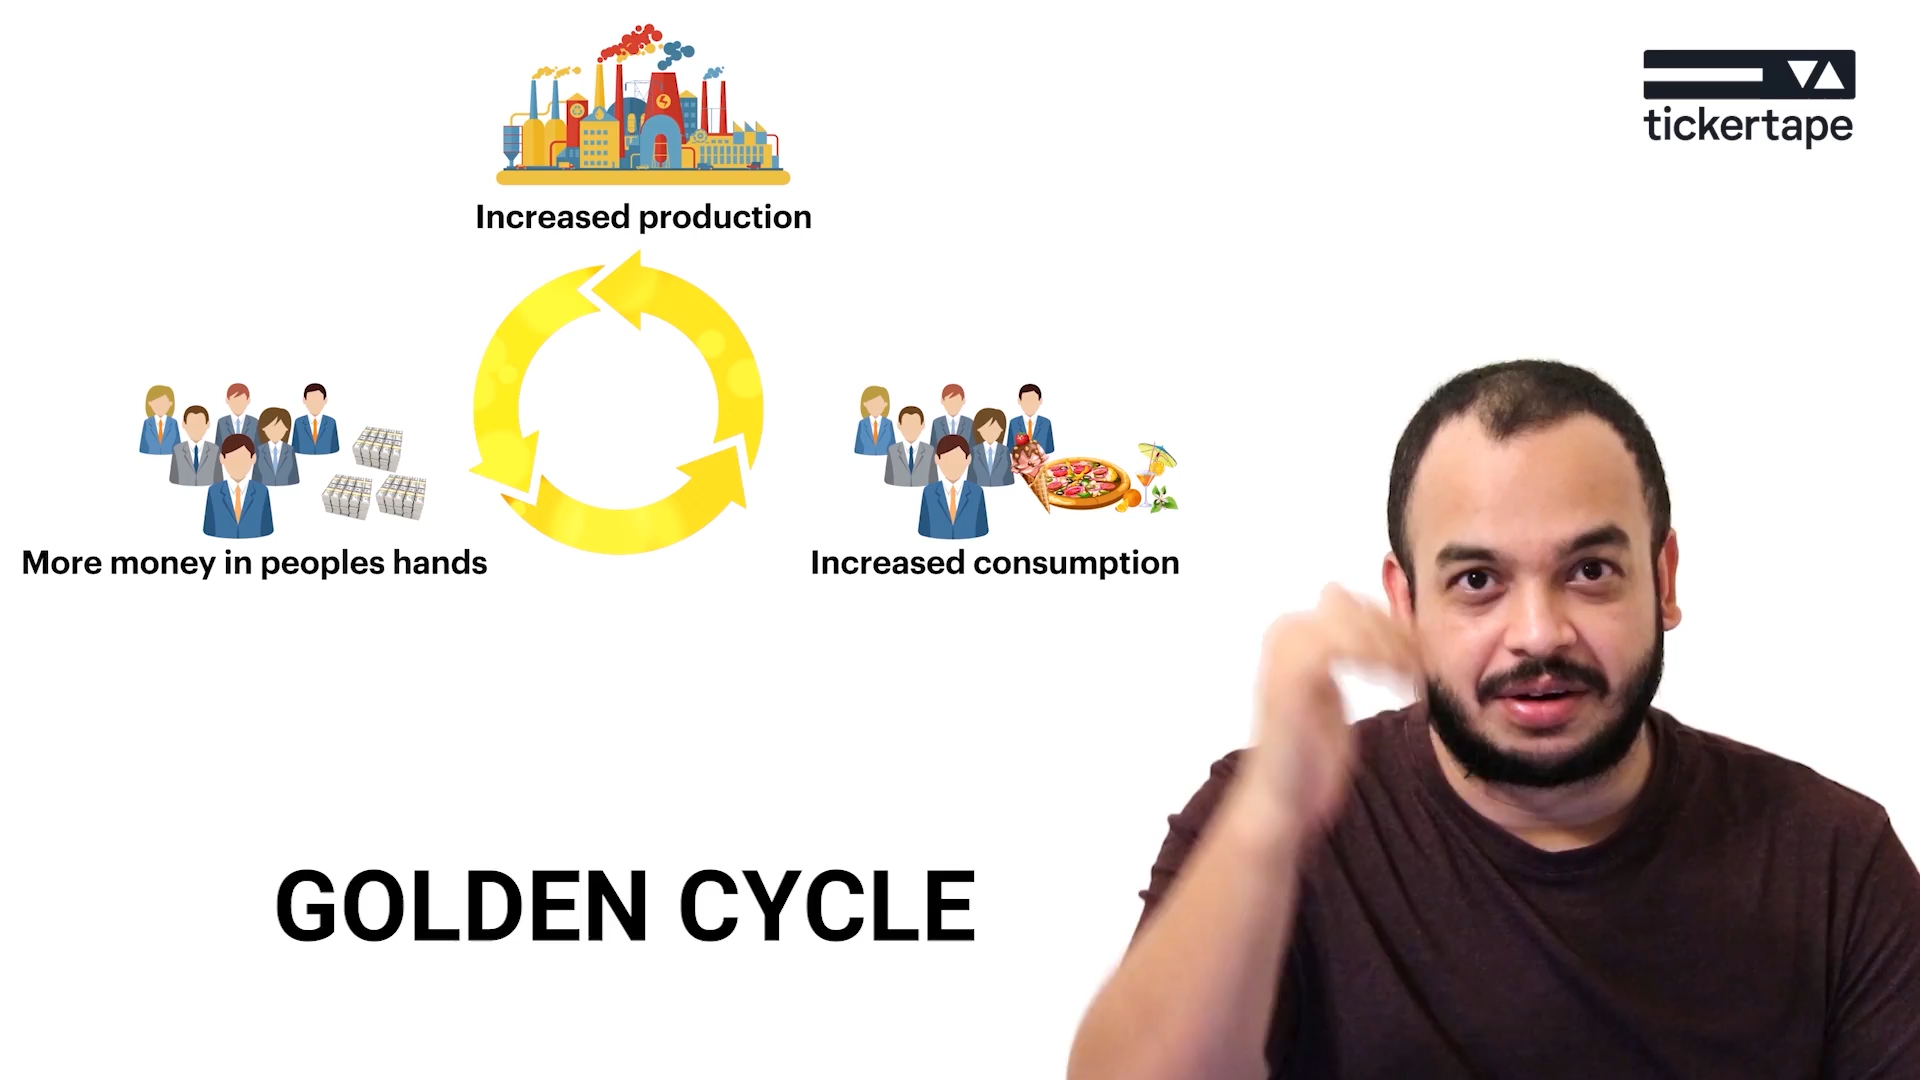 tickertape
Increased production
More money in peoples hands
Increased consumption
GOLDEN CYCLE